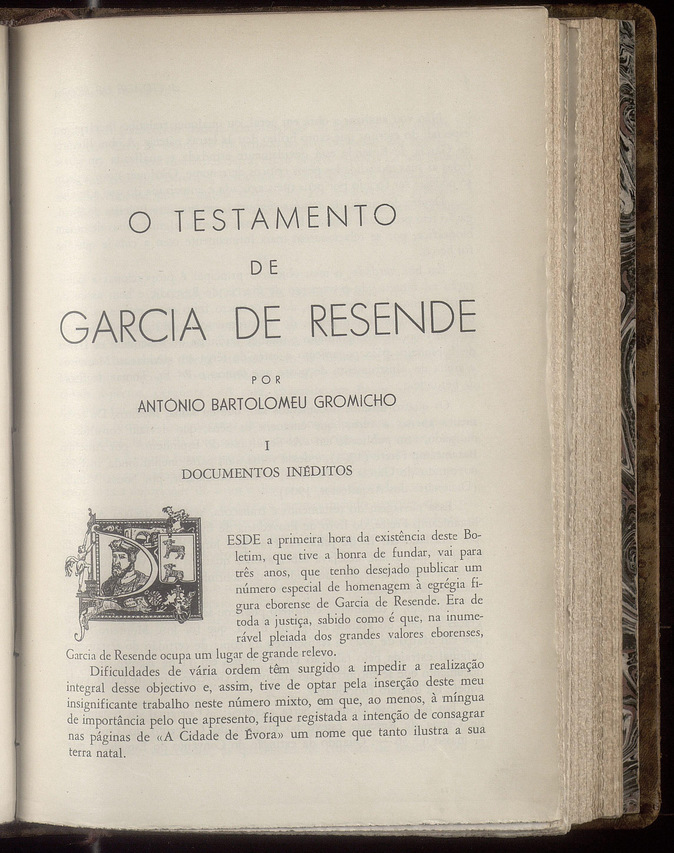 O TESTAMENTO
DE
GARCIA DE RESENDE
POR
ANTÓNIO BARTOLOMEU GROMICHO
I
DOCUMENTOS INÉDITOS
DESDE a primeira hora da existência deste Bo-
letim, que tive a honra de fundar, vai para
três anos, que tenho desejado publicar um
número especial de homenagem à egrégia fi-
gura eborense de Garcia de Resende. Era de
toda a justiça, sabido como é que, na inume-
rável pleiada dos grandes valores eborenses,
Garcia de Resende ocupa um lugar de grande relevo.
Dificuldades de vária ordem têm surgido a impedir a realização
integral desse objectivo e, assim, tive de optar pela inserção deste meu
insignificante trabalho neste número mixto, em que, ao menos, à míngua
de importância pelo que apresento, fique registada a intenção de consagrar
nas páginas de «A Cidade de Évora» um nome que tanto ilustra a sua
terra natal.